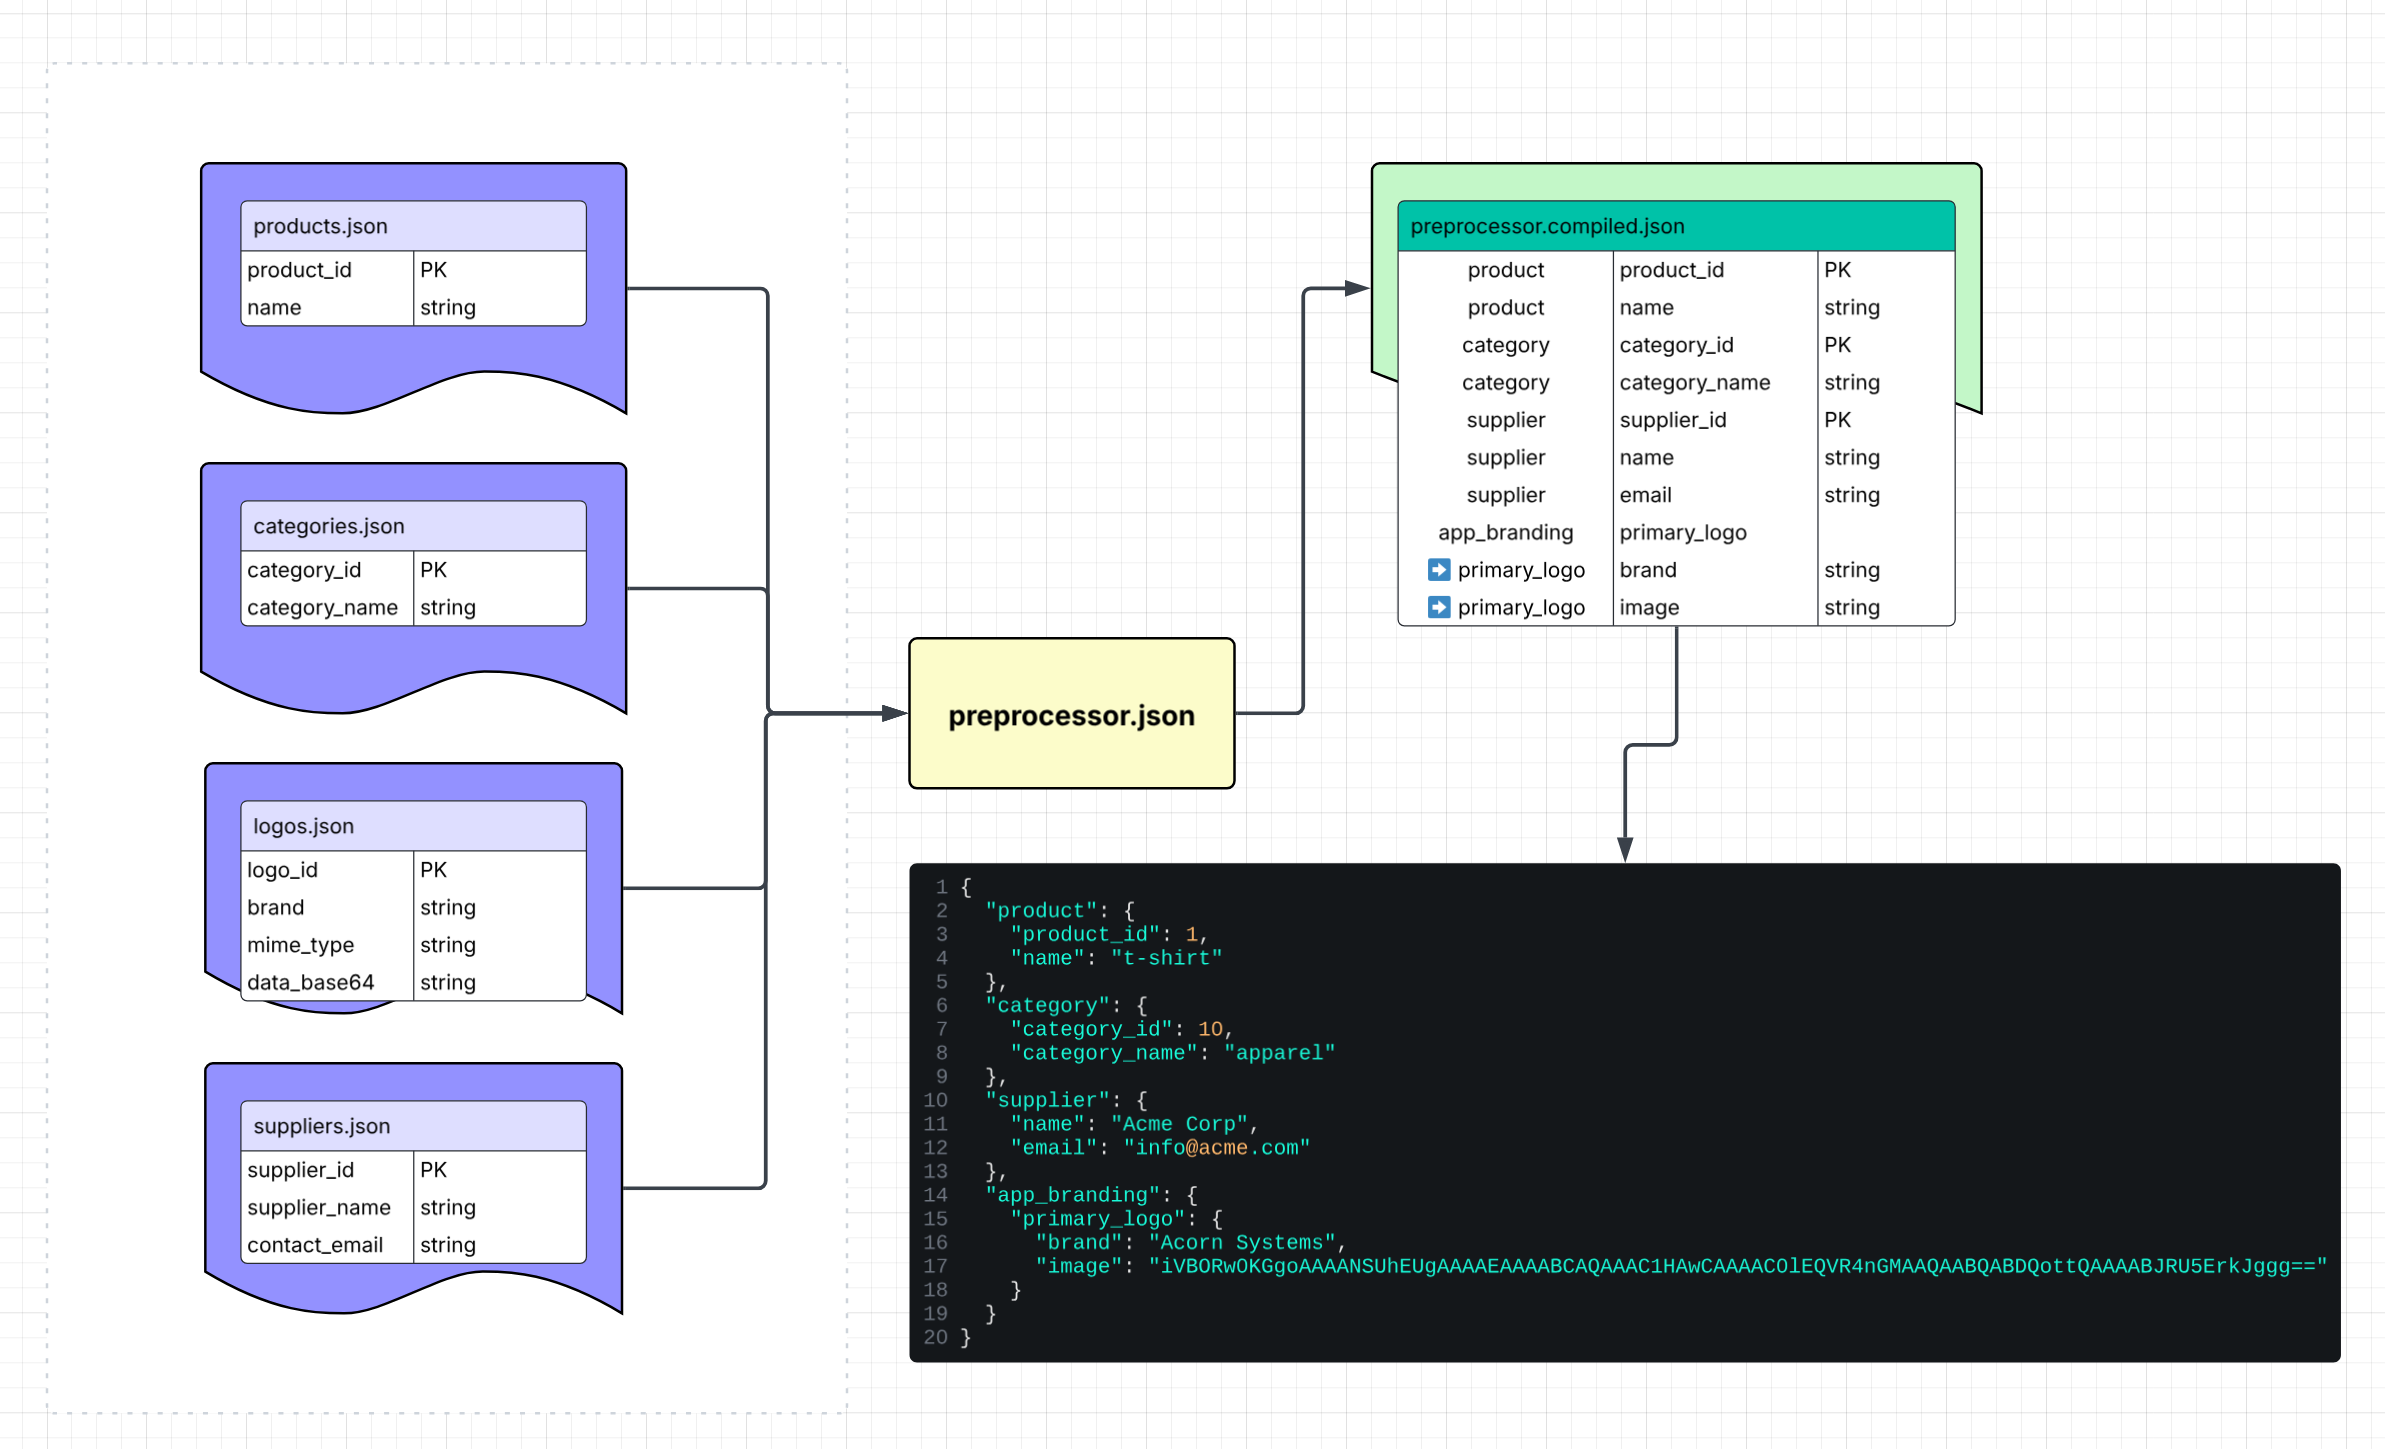 products.json
product_id PK
name string
categories.json
category_id PK
category_name string
logos.json
logo_id PK
brand string
mime_type string
data_base64 string
suppliers.json
supplier_id PK
supplier_name string
contact_email string
preprocessor.json
preprocessor.compiled.json
product product_id PK
product name string
category category_id PK
category category_name string
supplier supplier_id PK
supplier name string
supplier email string
app_branding primary_logo
➡️ primary_logo brand string
➡️ primary_logo image string
1 {
2 "product": {
3 "product_id": 1,
4 "name": "t-shirt"
5 },
6 "category": {
7 "category_id": 10,
8 "category_name": "apparel"
9 },
10 "supplier": {
11 "name": "Acme Corp",
12 "email": "info@acme.com"
13 },
14 "app_branding": {
15 "primary_logo": {
16 "brand": "Acorn Systems",
17 "image": "iVBORwOKGgoAAAANSUhEUgAAAAEAAAABCAQAAAC1HAwCAAAACOlEQVR4nGMAAQAABQABDQottQAAAABJRU5ErkJggg=="
18 }
19 }
20 }